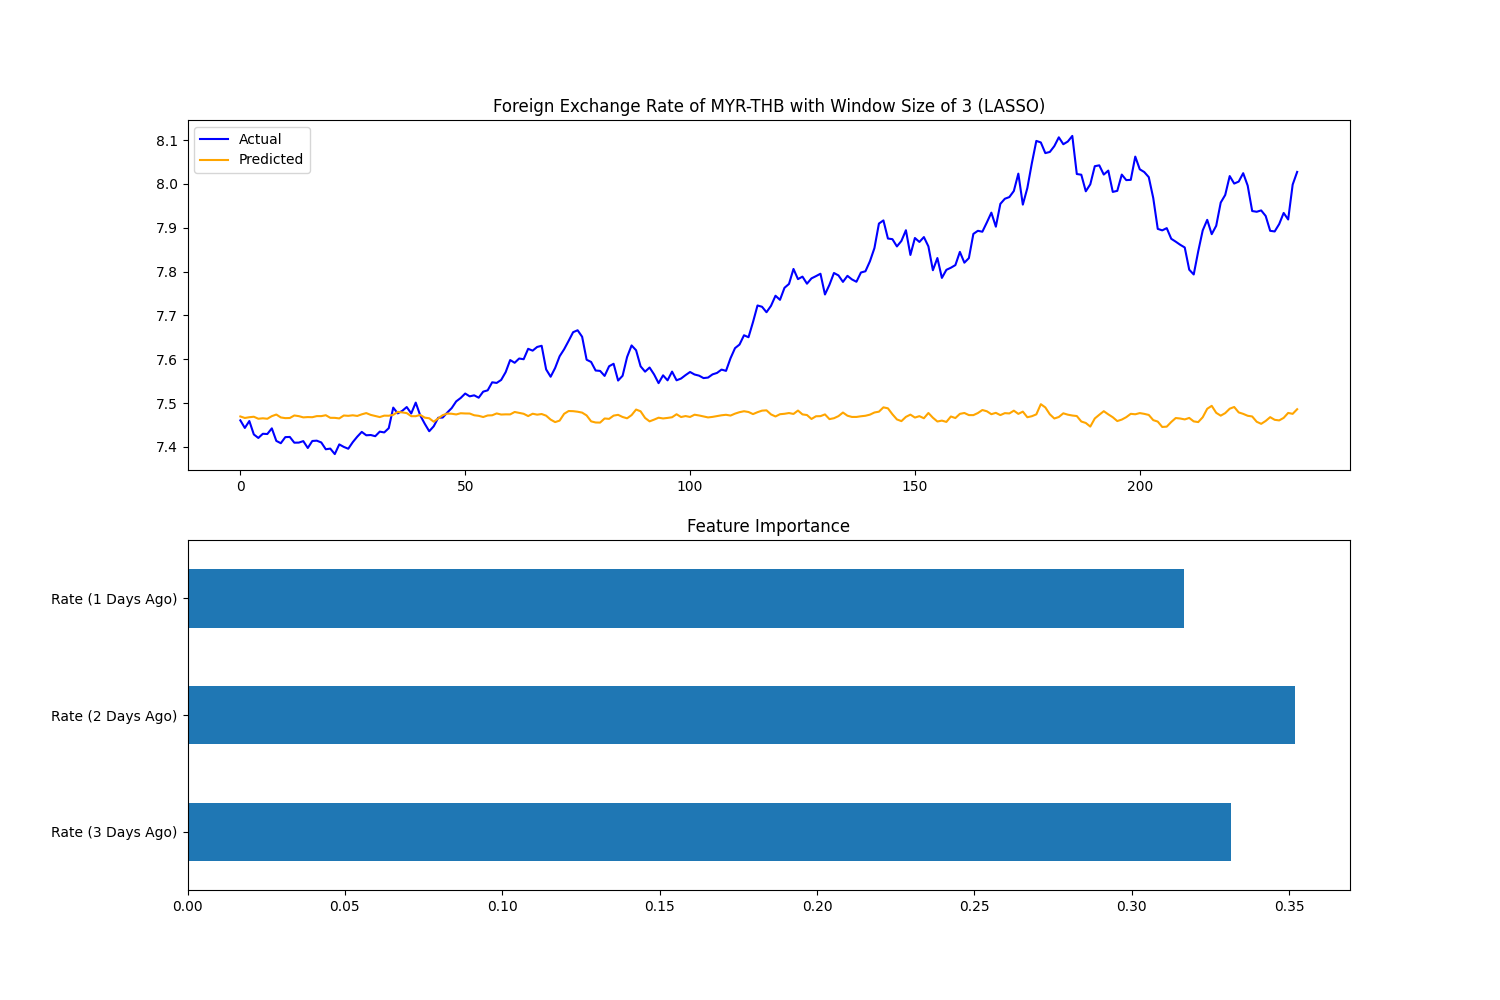 Foreign Exchange Rate of MYR-THB with Window Size of 3 (LASSO)
Actual
Predicted
8.1
8.0
7.9
7.8
7.7
7.6
7.5
7.4
0 50 100 150 200
Feature Importance
Rate (1 Days Ago)
Rate (2 Days Ago)
Rate (3 Days Ago)
0.00 0.05 0.10 0.15 0.20 0.25 0.30 0.35